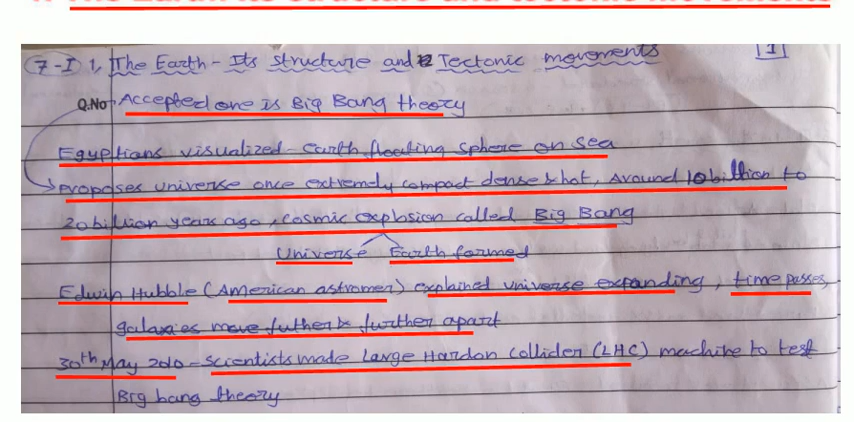 1. The Earth its structure and tectonic movements
7-I 1, The Earth - Its structure and Tectonic movements [1]
Q.No Accepted one is Big Bang theory
Egyptians visualized - earth floating sphere on sea
proposes universe once extremely compact dense & hot, Around 10 billion to
20 billion years ago, cosmic explosion called Big Bang
Universe Earth formed
Edwin Hubble (American astromer) explained universe expanding, time passes,
galaxies move futher & further apart
30th May 2010 - Scientists made Large Hardon Collider (LHC) machine to test
Big bang theory